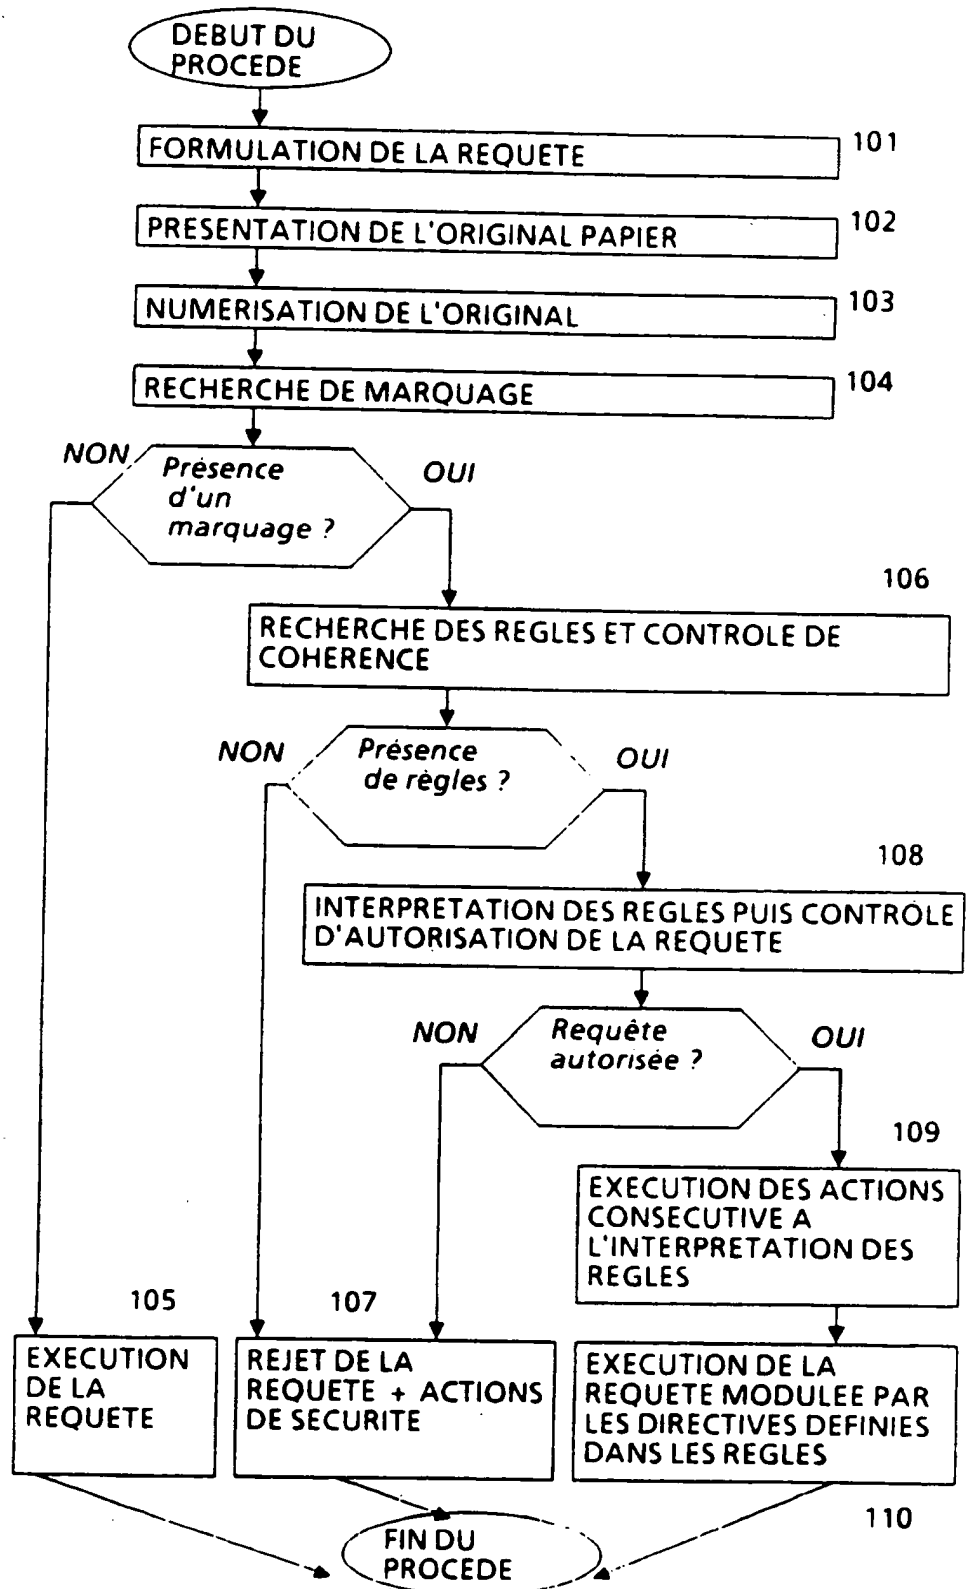 DEBUT DU
PROCEDE
FORMULATION DE LA REQUETE
101
PRESENTATION DE L'ORIGINAL PAPIER
102
NUMERISATION DE L'ORIGINAL
103
RECHERCHE DE MARQUAGE
104
NON
Présence
d'un
marquage ?
OUI
106
RECHERCHE DES REGLES ET CONTROLE DE
COHERENCE
NON
Présence
de règles ?
OUI
108
INTERPRETATION DES REGLES PUIS CONTROLE
D'AUTORISATION DE LA REQUETE
NON
Requête
autorisée ?
OUI
109
EXECUTION DES ACTIONS
CONSECUTIVE A
L'INTERPRETATION DES
REGLES
105
107
EXECUTION
DE LA
REQUETE
REJET DE LA
REQUETE + ACTIONS
DE SECURITE
EXECUTION DE LA
REQUETE MODULEE PAR
LES DIRECTIVES DEFINIES
DANS LES REGLES
110
FIN DU
PROCEDE